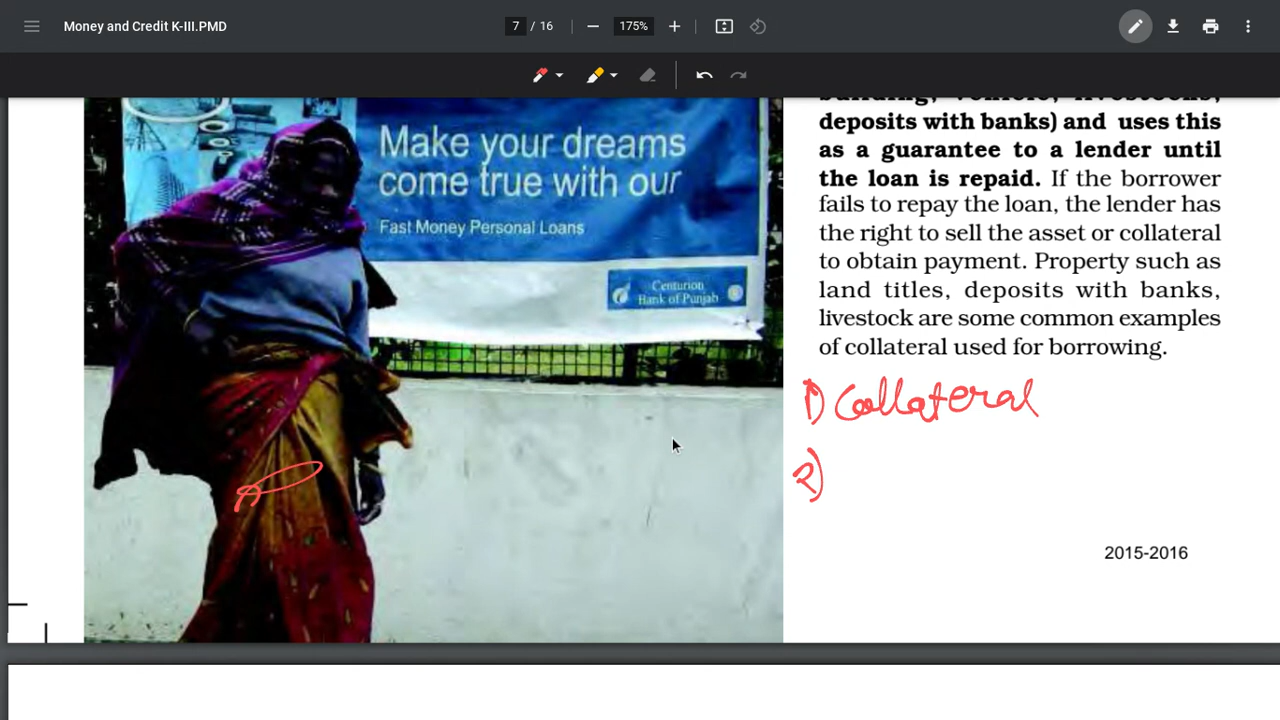 Money and Credit K-III.PMD
7 / 16
175%
Make your dreams
come true with our
Fast Money Personal Loans
Centurion
Bank of Punjab
building, vehicle, livestocks,
deposits with banks) and uses this
as a guarantee to a lender until
the loan is repaid. If the borrower
fails to repay the loan, the lender has
the right to sell the asset or collateral
to obtain payment. Property such as
land titles, deposits with banks,
livestock are some common examples
of collateral used for borrowing.
1) Collateral
2)
2015-2016